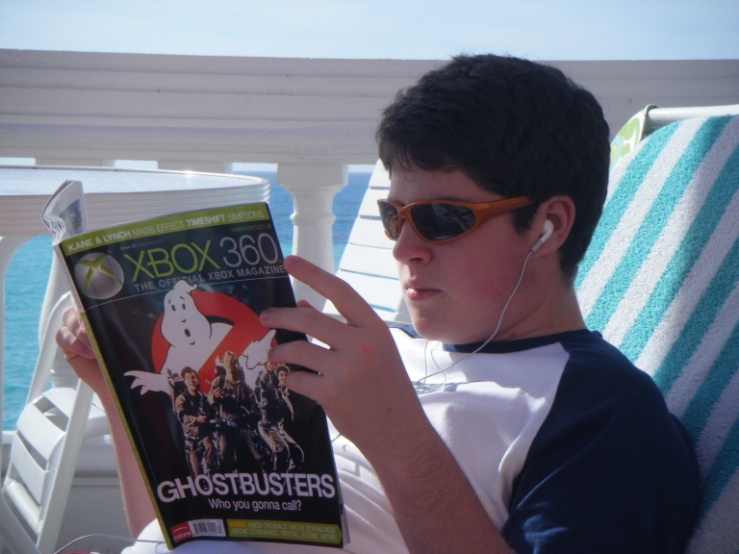 KANE & LYNCH MASS EFFECT TIMESHIFT SIMPSONS
XBOX 360
THE OFFICIAL XBOX MAGAZINE
GHOSTBUSTERS
Who you gonna call?